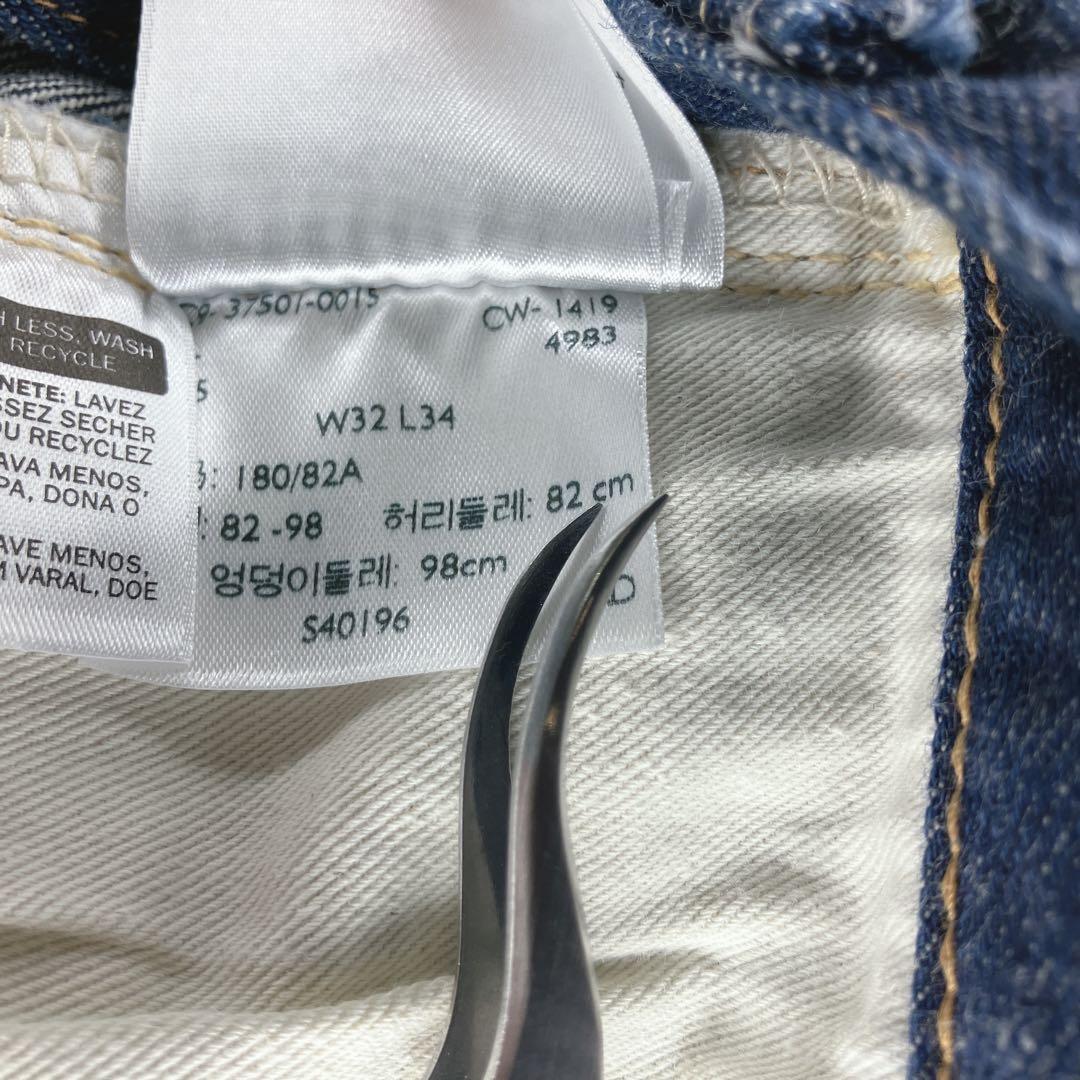 LESS, WASH
RECYCLE
NETE: LAVEZ
SSEZ SECHER
OU RECYCLEZ
AVA MENOS,
PA, DONA O
AVE MENOS,
M VARAL, DOE
9-37501-0015
CW- 1419
4983
5
W32 L34
: 180/82A
: 82 -98 허리둘레: 82 cm
엉덩이둘레: 98cm
S40196